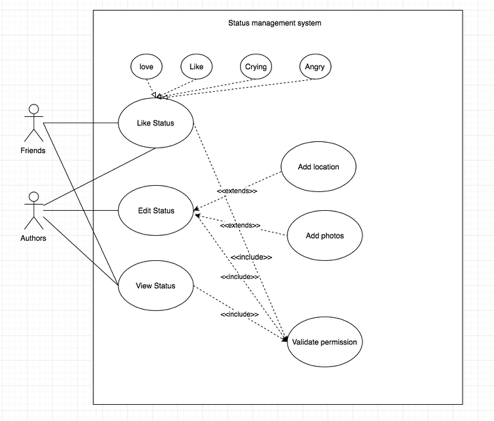 Status management system
love
Like
Crying
Angry
Like Status
Friends
Add location
<<extends>>
Authors
Edit Status
<<extends>>
Add photos
<<include>>
<<include>>
View Status
<<include>>
Validate permission